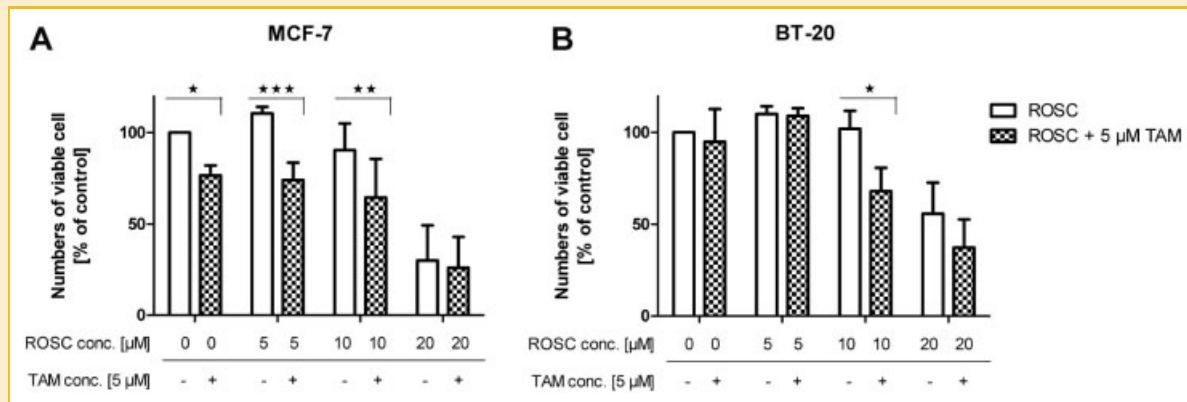 A
MCF-7
★
★★★
★★
100
50
0
Numbers of viable cell
[% of control]
ROSC conc. [µM] 0 0 5 5 10 10 20 20
TAM conc. [5 µM] - + - + - + - +
B
BT-20
★
100
50
0
Numbers of viable cell
[% of control]
ROSC conc. [µM] 0 0 5 5 10 10 20 20
TAM conc. [5 µM] - + - + - + - +
ROSC
ROSC + 5 µM TAM